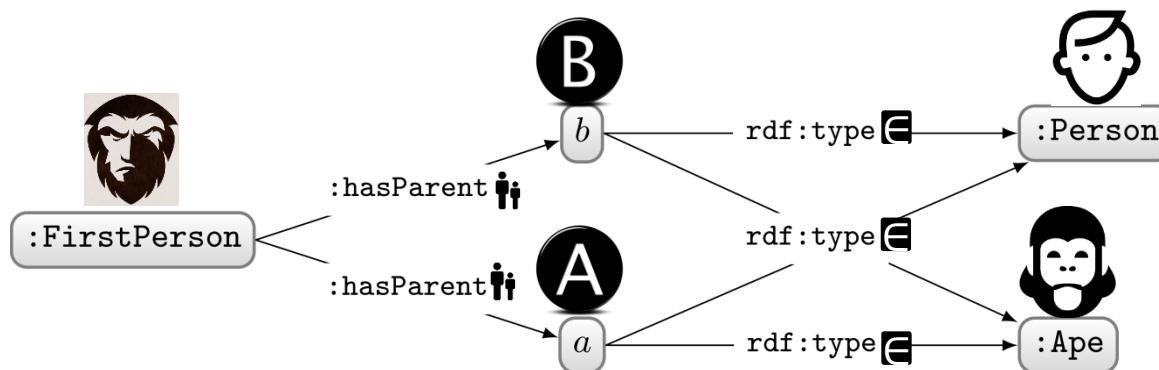 B
b
rdf:type ∈
:Person
:hasParent
:FirstPerson
rdf:type ∈
:hasParent
A
a
rdf:type ∈
:Ape